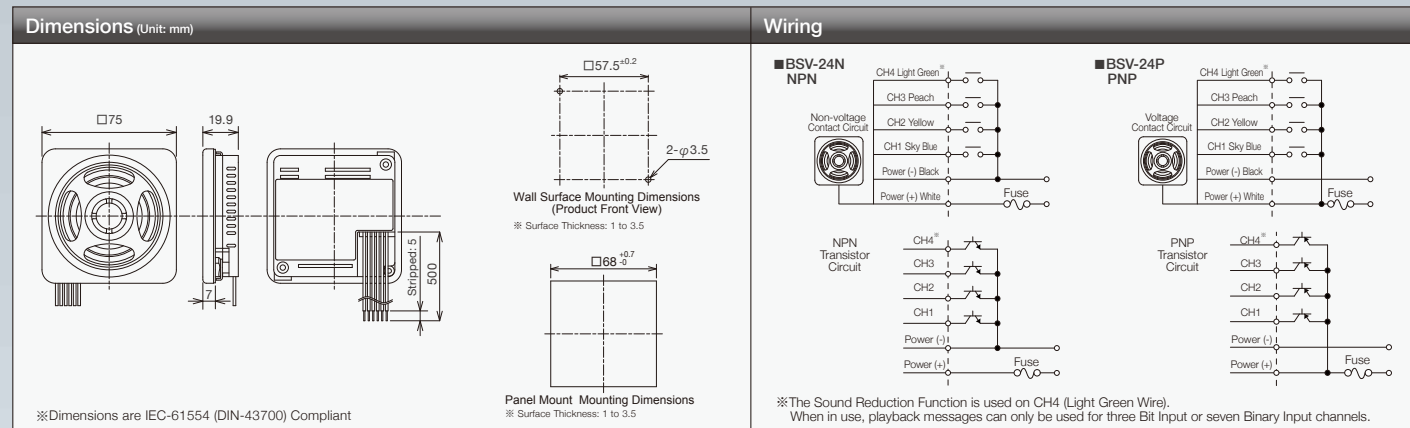 Dimensions (Unit: mm)
□75
19.9
7
Stripped: 5
500
□57.5±0.2
2-φ3.5
Wall Surface Mounting Dimensions
(Product Front View)
※ Surface Thickness: 1 to 3.5
□68 +0.7 -0
Panel Mount Mounting Dimensions
※ Surface Thickness: 1 to 3.5
※Dimensions are IEC-61554 (DIN-43700) Compliant
Wiring
■BSV-24N
NPN
Non-voltage
Contact Circuit
CH4 Light Green※
CH3 Peach
CH2 Yellow
CH1 Sky Blue
Power (-) Black
Power (+) White
Fuse
NPN
Transistor
Circuit
CH4※
CH3
CH2
CH1
Power (-)
Power (+)
Fuse
■BSV-24P
PNP
Voltage
Contact Circuit
CH4 Light Green※
CH3 Peach
CH2 Yellow
CH1 Sky Blue
Power (-) Black
Power (+) White
Fuse
PNP
Transistor
Circuit
CH4※
CH3
CH2
CH1
Power (-)
Power (+)
Fuse
※The Sound Reduction Function is used on CH4 (Light Green Wire).
When in use, playback messages can only be used for three Bit Input or seven Binary Input channels.